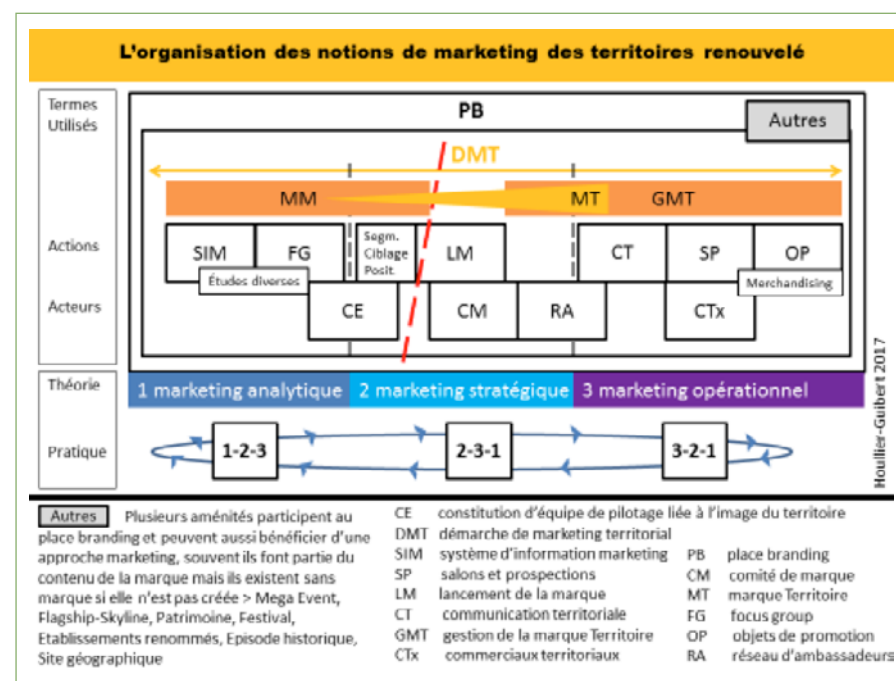 L'organisation des notions de marketing des territoires renouvelé
Termes
Utilisés
PB
Autres
DMT
MM
MT
GMT
Actions
SIM
FG
Segm.
Ciblage
Posit.
LM
CT
SP
OP
Études diverses
Merchandising
Acteurs
CE
CM
RA
CTx
Théorie
1 marketing analytique
2 marketing stratégique
3 marketing opérationnel
Pratique
1-2-3
2-3-1
3-2-1
Houllier-Guibert 2017
Autres Plusieurs aménités participent au
place branding et peuvent aussi bénéficier d'une
approche marketing, souvent ils font partie du
contenu de la marque mais ils existent sans
marque si elle n'est pas créée > Mega Event,
Flagship-Skyline, Patrimoine, Festival,
Etablissements renommés, Episode historique,
Site géographique
CE constitution d'équipe de pilotage liée à l'image du territoire
DMT démarche de marketing territorial
SIM système d'information marketing
SP salons et prospections
LM lancement de la marque
CT communication territoriale
GMT gestion de la marque Territoire
CTx commerciaux territoriaux
PB place branding
CM comité de marque
MT marque Territoire
FG focus group
OP objets de promotion
RA réseau d'ambassadeurs